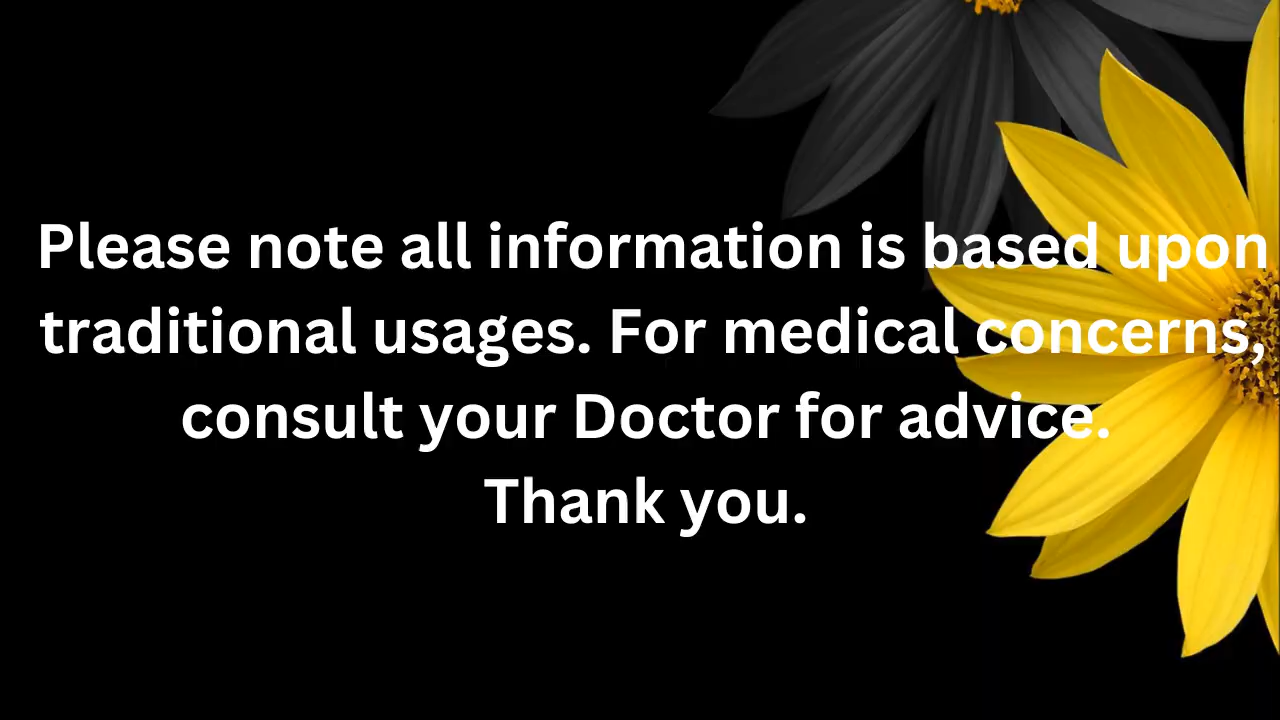 Please note all information is based upon
traditional usages. For medical concerns,
consult your Doctor for advice.
Thank you.